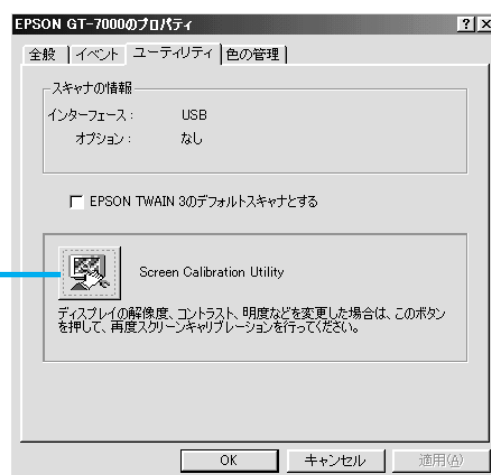 EPSON GT-7000のプロパティ
全般 イベント ユーティリティ 色の管理
スキャナの情報
インターフェース： USB
オプション： なし
EPSON TWAIN 3のデフォルトスキャナとする
Screen Calibration Utility
ディスプレイの解像度、コントラスト、明度などを変更した場合は、このボタン
を押して、再度スクリーンキャリブレーションを行ってください。
OK キャンセル 適用(A)